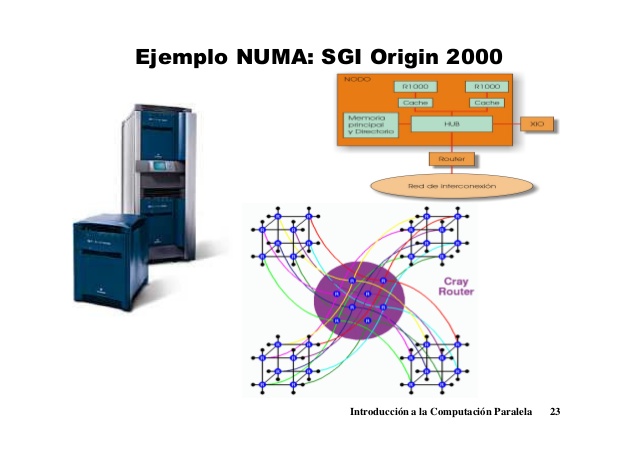 Ejemplo NUMA: SGI Origin 2000
NODO
R1000 R1000
Cache Cache
Memoria
principal
y Directorio
HUB
XIO
Router
Red de interconexión
Cray
Router
Introducción a la Computación Paralela 23